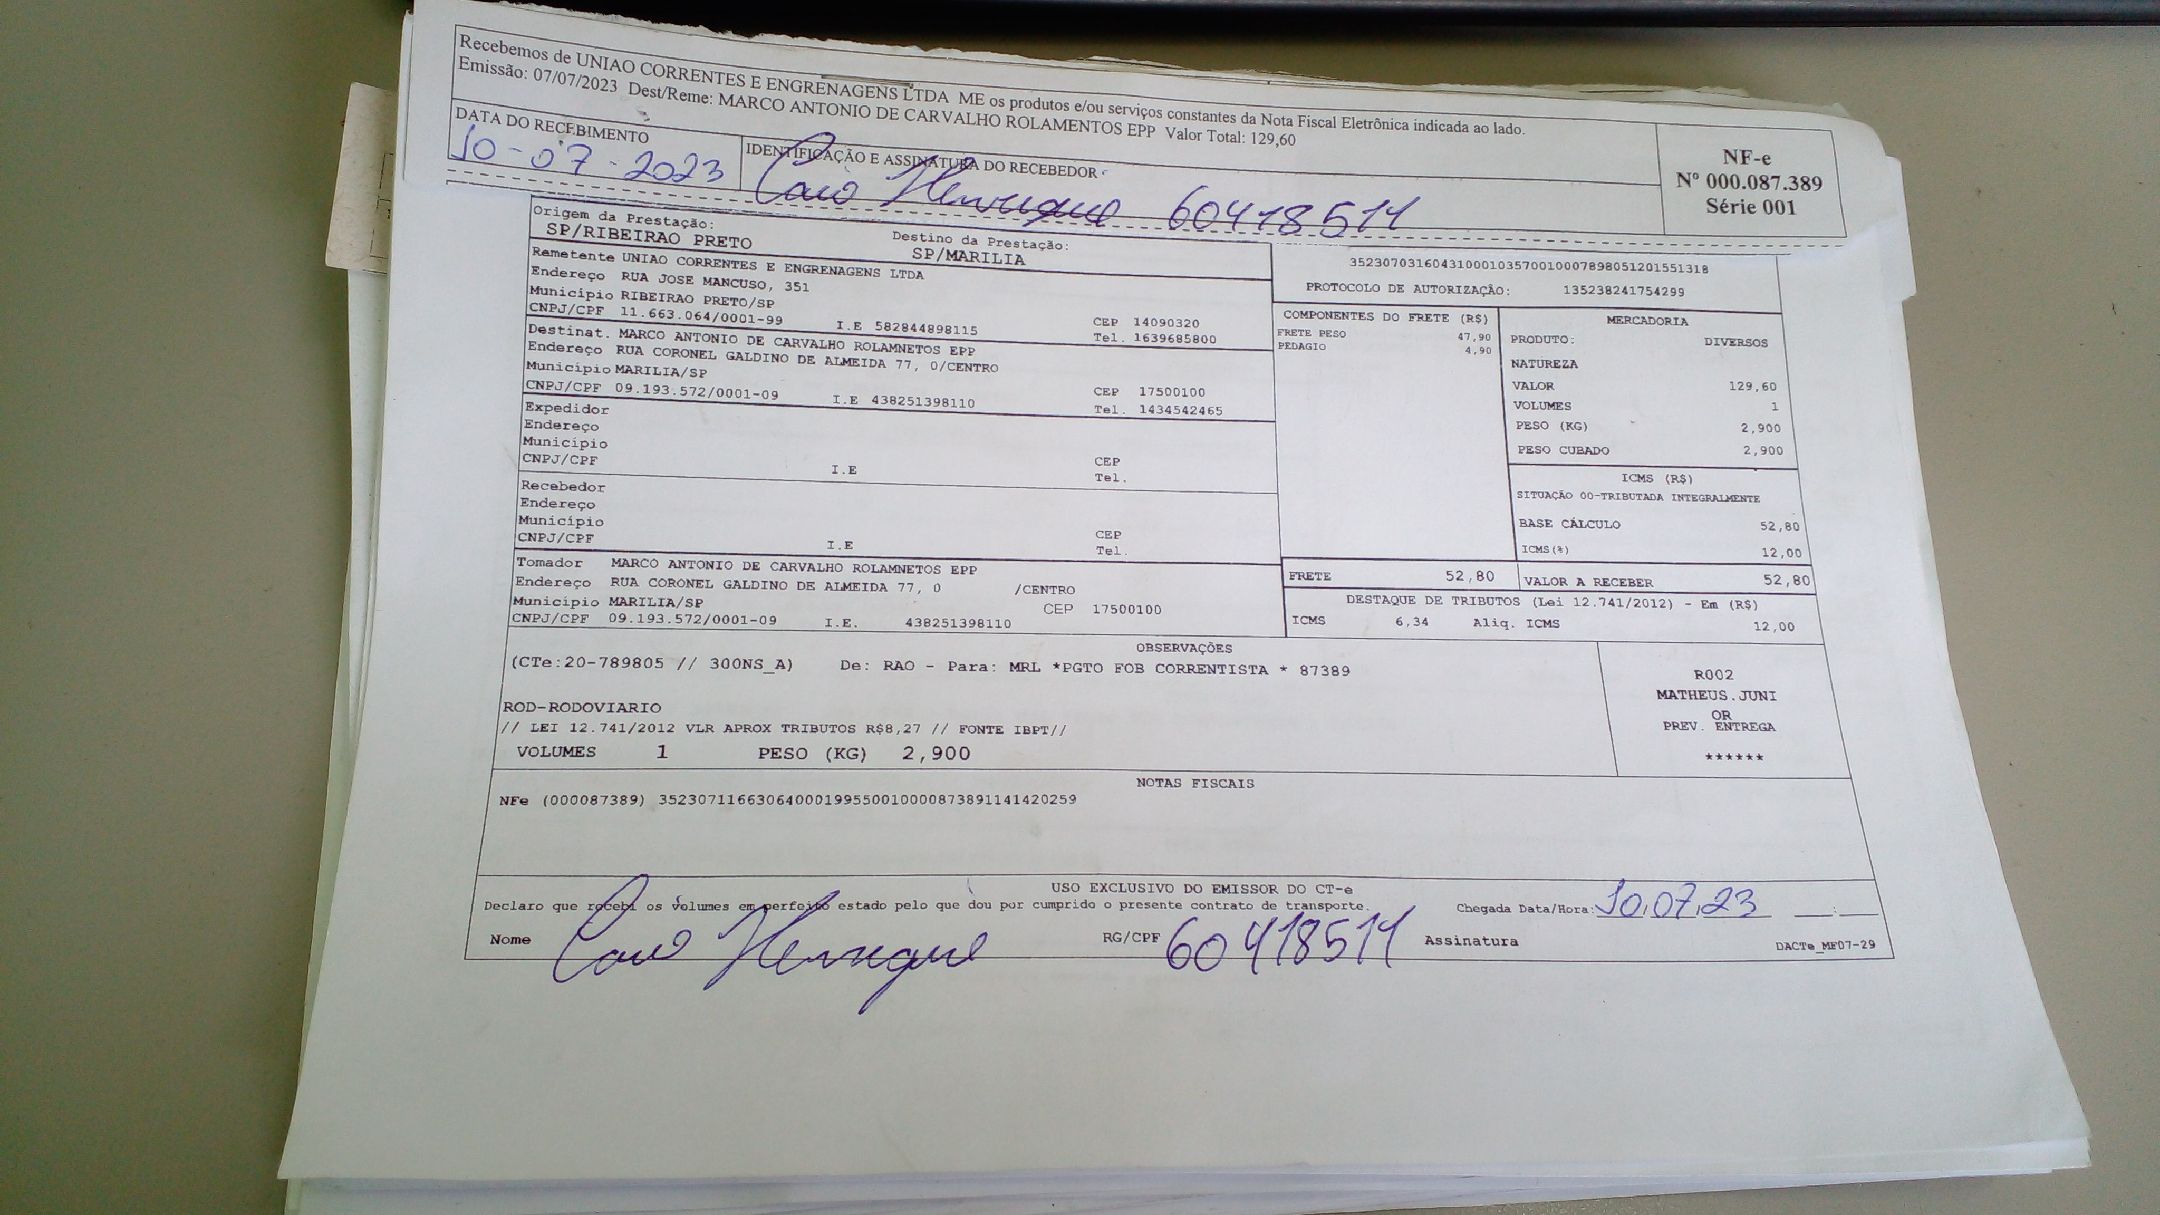 Recebemos de UNIAO CORRENTES E ENGRENAGENS LTDA  ME os produtos e/ou serviços constantes da Nota Fiscal Eletrônica indicada ao lado.
Emissão: 07/07/2023  Dest/Reme: MARCO ANTONIO DE CARVALHO ROLAMENTOS EPP  Valor Total: 129,60
DATA DO RECEBIMENTO
10-07-2023
IDENTIFICAÇÃO E ASSINATURA DO RECEBEDOR
Caio Henrique 60418511
NF-e
Nº 000.087.389
Série 001
Origem da Prestação:
SP/RIBEIRAO PRETO
Destino da Prestação:
SP/MARILIA
Remetente UNIAO CORRENTES E ENGRENAGENS LTDA
Endereço RUA JOSE MANCUSO, 351
Município RIBEIRAO PRETO/SP
CNPJ/CPF 11.663.064/0001-99 I.E 582844898115
CEP 14090320
Tel. 1639685800
Destinat. MARCO ANTONIO DE CARVALHO ROLAMNETOS EPP
Endereço RUA CORONEL GALDINO DE ALMEIDA 77, 0/CENTRO
Município MARILIA/SP
CNPJ/CPF 09.193.572/0001-09 I.E 438251398110
CEP 17500100
Tel. 1434542465
Expedidor
Endereço
Município
CNPJ/CPF I.E
CEP
Tel.
Recebedor
Endereço
Município
CNPJ/CPF I.E
CEP
Tel.
Tomador MARCO ANTONIO DE CARVALHO ROLAMNETOS EPP
Endereço RUA CORONEL GALDINO DE ALMEIDA 77, 0 /CENTRO
Município MARILIA/SP CEP 17500100
CNPJ/CPF 09.193.572/0001-09 I.E. 438251398110
35230703160431000103570010007898051201551318
PROTOCOLO DE AUTORIZAÇÃO: 135238241754299
COMPONENTES DO FRETE (R$)
FRETE PESO 47,90
PEDAGIO 4,90
MERCADORIA
PRODUTO: DIVERSOS
NATUREZA
VALOR 129,60
VOLUMES 1
PESO (KG) 2,900
PESO CUBADO 2,900
ICMS (R$)
SITUAÇÃO 00-TRIBUTADA INTEGRALMENTE
BASE CÁLCULO 52,80
ICMS(%) 12,00
FRETE 52,80
VALOR A RECEBER 52,80
DESTAQUE DE TRIBUTOS (Lei 12.741/2012) - Em (R$)
ICMS 6,34 Aliq. ICMS 12,00
OBSERVAÇÕES
(CTe:20-789805 // 300NS_A) De: RAO - Para: MRL *PGTO FOB CORRENTISTA * 87389
ROD-RODOVIARIO
// LEI 12.741/2012 VLR APROX TRIBUTOS R$8,27 // FONTE IBPT//
VOLUMES 1 PESO (KG) 2,900
R002
MATHEUS.JUNI
OR
PREV. ENTREGA
******
NOTAS FISCAIS
NFe (000087389) 35230711663064000199550010000873891141420259
USO EXCLUSIVO DO EMISSOR DO CT-e
Declaro que recebi os volumes em perfeito estado pelo que dou por cumprido o presente contrato de transporte.
Chegada Data/Hora: 10,07,23 __:__
Nome Caio Henrique RG/CPF 60418511 Assinatura
DACTe_MF07-29